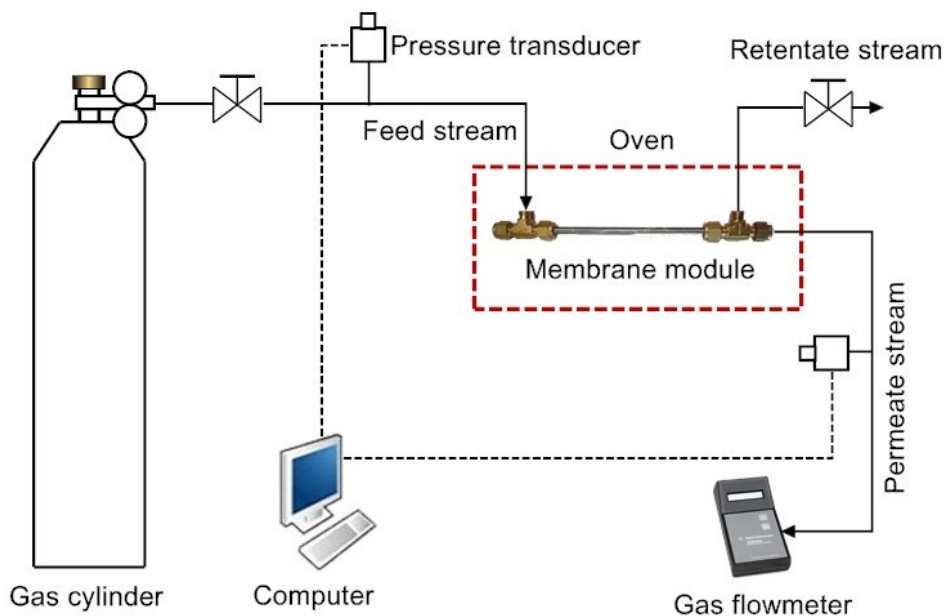 Pressure transducer
Retentate stream
Feed stream
Oven
Membrane module
Permeate stream
Gas cylinder
Computer
Gas flowmeter